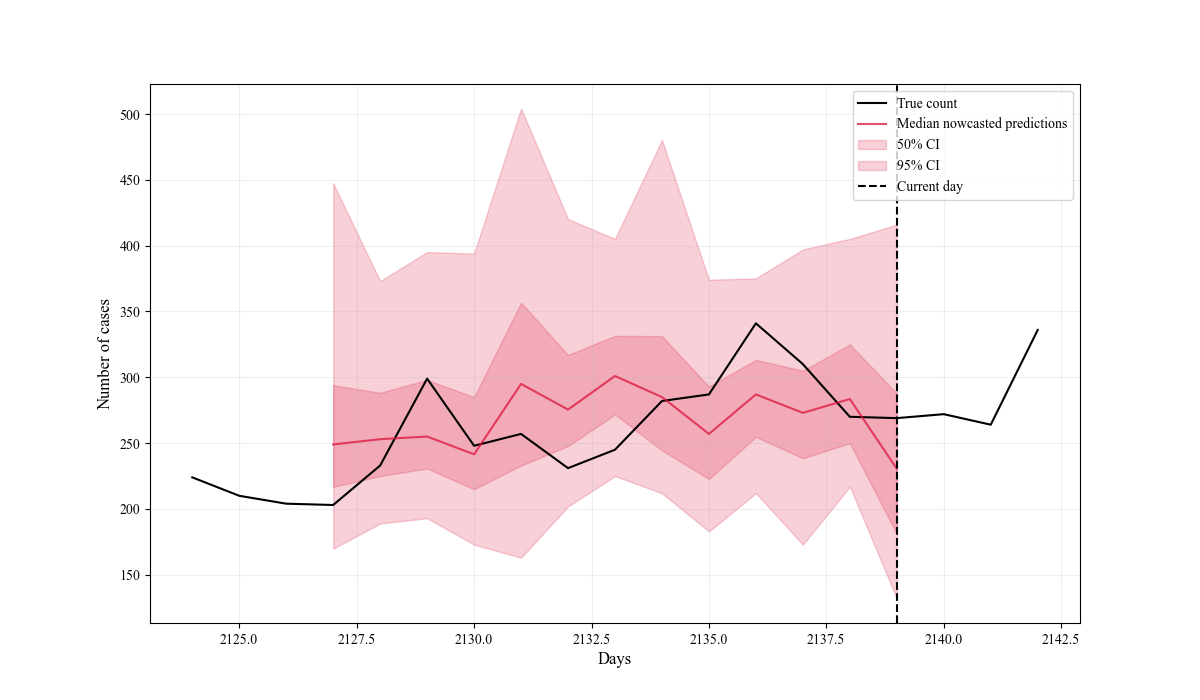 True count
Median nowcasted predictions
50% CI
95% CI
Current day
500
450
400
350
300
250
200
150
Number of cases
2125.0 2127.5 2130.0 2132.5 2135.0 2137.5 2140.0 2142.5
Days